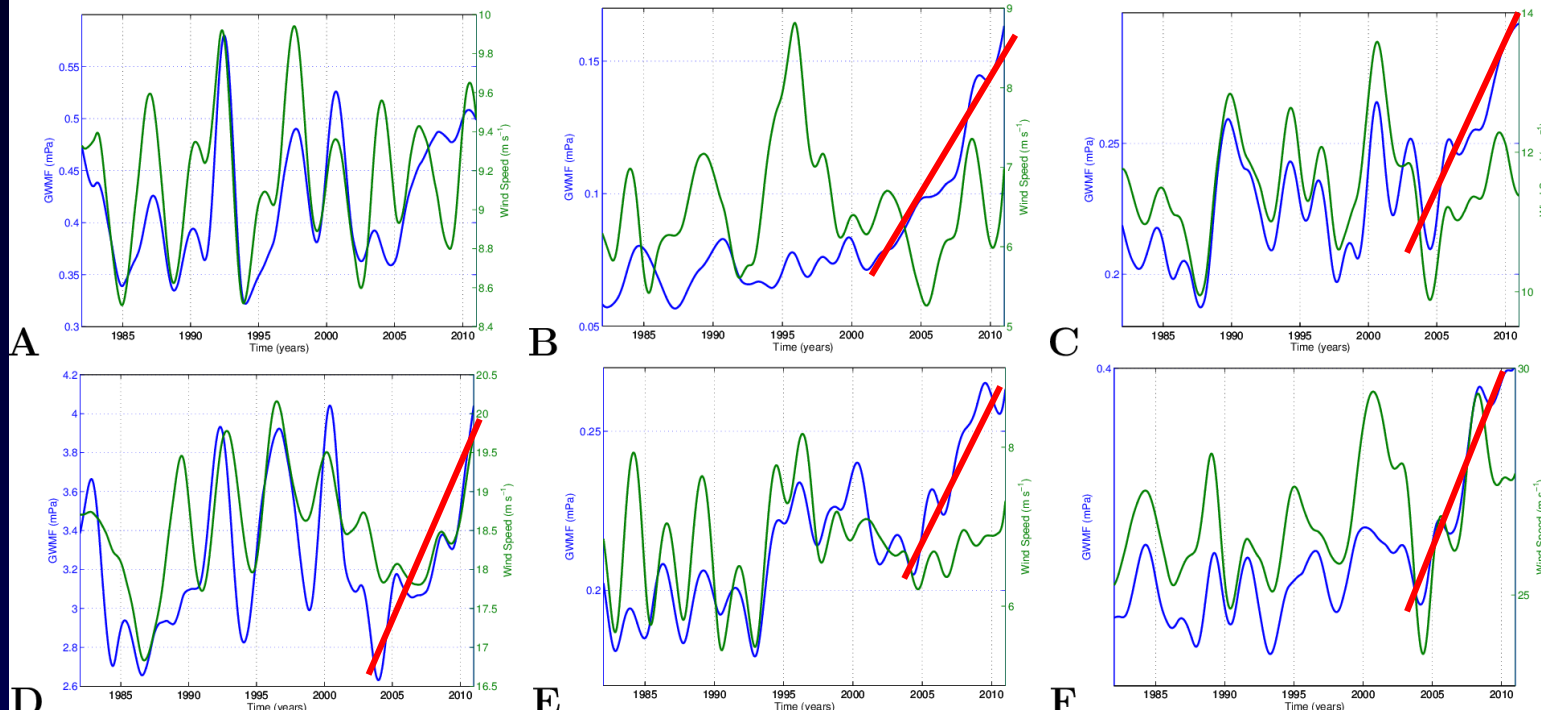 10
9.8
9.6
9.4
9.2
9
8.8
8.6
8.4
0.55
0.5
0.45
0.4
0.35
0.3
GWMF (mPa)
Wind Speed (m s⁻¹)
1985 1990 1995 2000 2005 2010
Time (years)
A
0.15
0.1
0.05
GWMF (mPa)
9
8
7
6
5
Wind Speed (m s⁻¹)
1985 1990 1995 2000 2005 2010
Time (years)
B
0.25
0.2
GWMF (mPa)
14
12
10
1985 1990 1995 2000 2005 2010
Time (years)
C
4.2
4
3.8
3.6
3.4
3.2
3
2.8
2.6
GWMF (mPa)
20.5
20
19.5
19
18.5
18
17.5
17
16.5
Wind Speed (m s⁻¹)
1985 1990 1995 2000 2005 2010
Time (years)
D
0.25
0.2
GWMF (mPa)
8
6
Wind Speed (m s⁻¹)
1985 1990 1995 2000 2005 2010
Time (years)
E
0.4
GWMF (mPa)
30
25
Wind Speed (m s⁻¹)
1985 1990 1995 2000 2005 2010
Time (years)
F